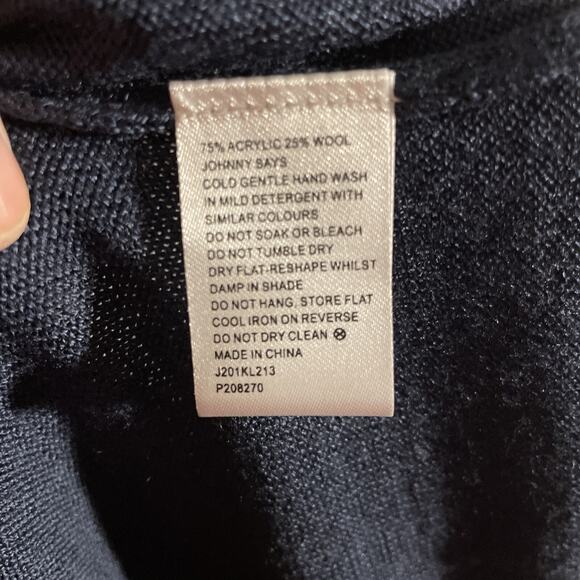 75% ACRYLIC 25% WOOL
JOHNNY SAYS
COLD GENTLE HAND WASH
IN MILD DETERGENT WITH
SIMILAR COLOURS
DO NOT SOAK OR BLEACH
DO NOT TUMBLE DRY
DRY FLAT-RESHAPE WHILST
DAMP IN SHADE
DO NOT HANG, STORE FLAT
COOL IRON ON REVERSE
DO NOT DRY CLEAN
MADE IN CHINA
J201KL213
P208270